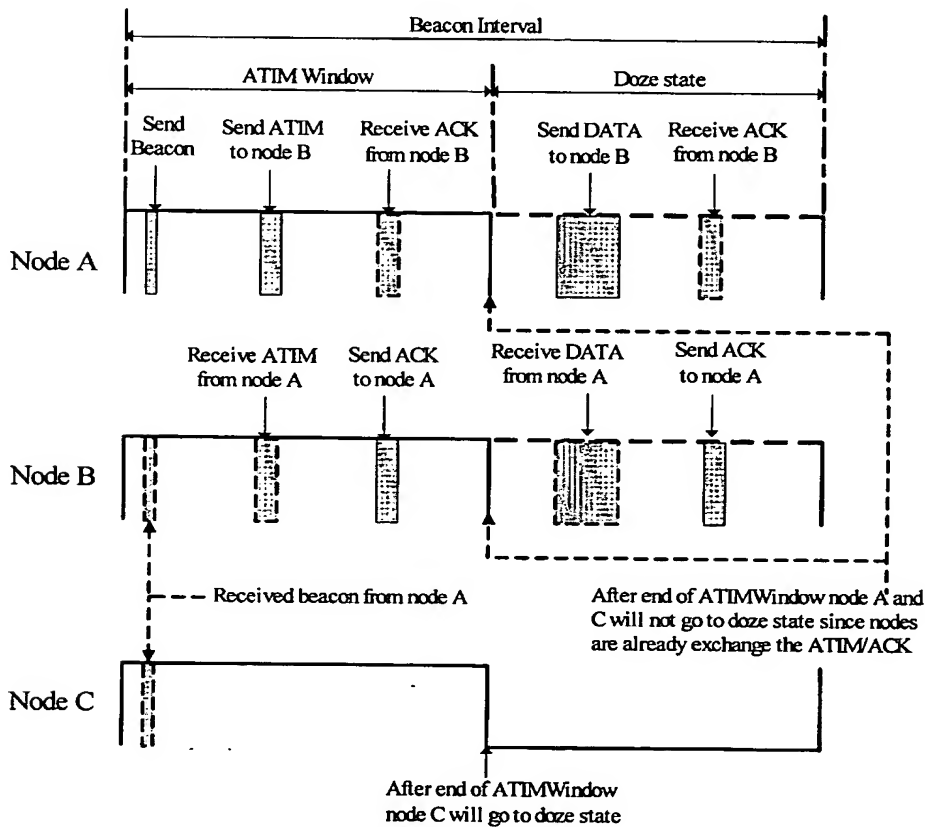 Beacon Interval
ATIM Window
Doze state
Send
Beacon
Send ATIM
to node B
Receive ACK
from node B
Send DATA
to node B
Receive ACK
from node B
Node A
Receive ATIM
from node A
Send ACK
to node A
Receive DATA
from node A
Send ACK
to node A
Node B
Received beacon from node A
After end of ATIMWindow node A and
C will not go to doze state since nodes
are already exchange the ATIM/ACK
Node C
After end of ATIMWindow
node C will go to doze state